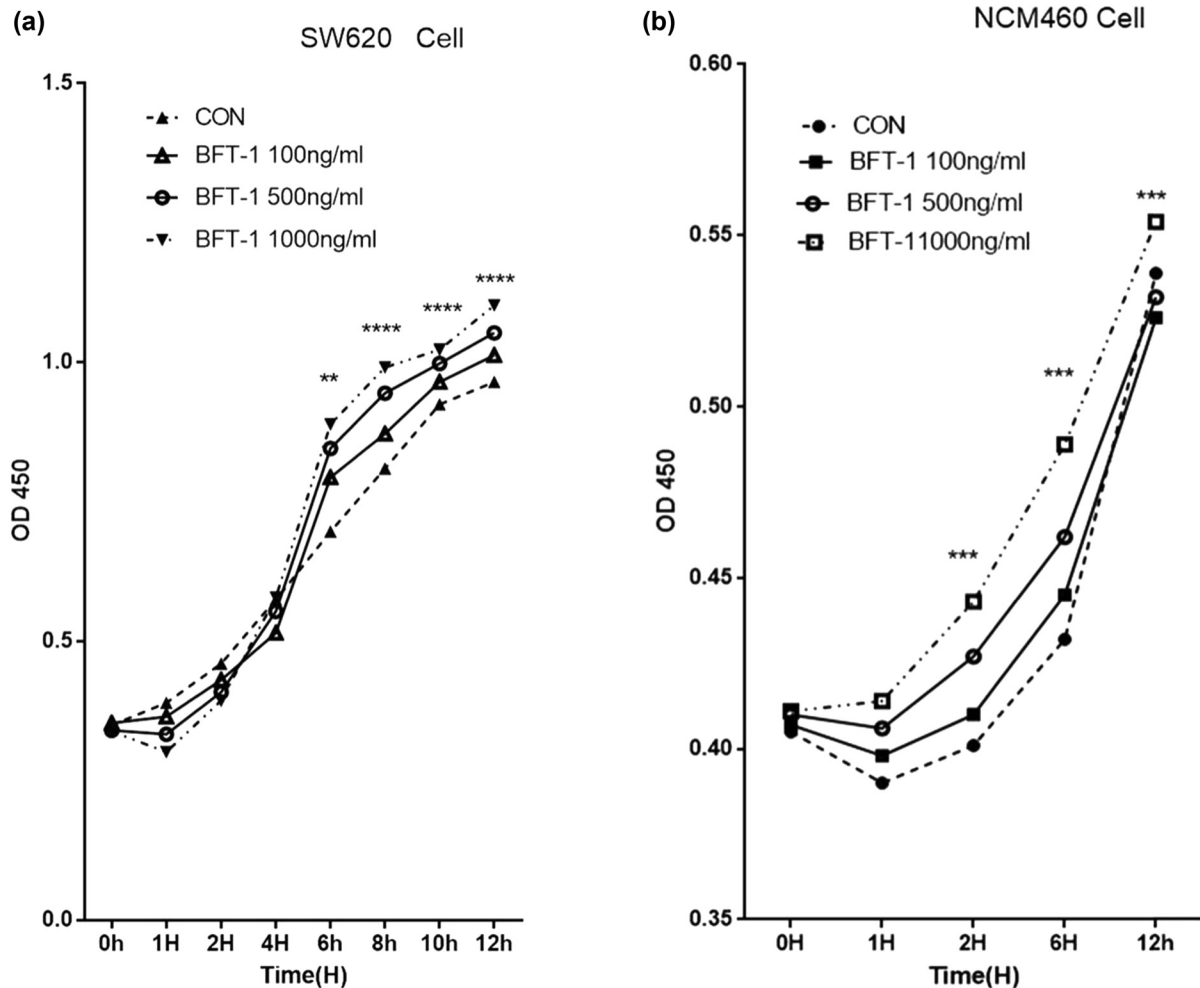 (a)
SW620 Cell
1.5
1.0
0.5
0.0
OD 450
CON
BFT-1 100ng/ml
BFT-1 500ng/ml
BFT-1 1000ng/ml
**
****
****
****
0h 1H 2H 4H 6h 8h 10h 12h
Time(H)
(b)
NCM460 Cell
0.60
0.55
0.50
0.45
0.40
0.35
OD 450
CON
BFT-1 100ng/ml
BFT-1 500ng/ml
BFT-11000ng/ml
***
***
***
0H 1H 2H 6H 12h
Time(H)